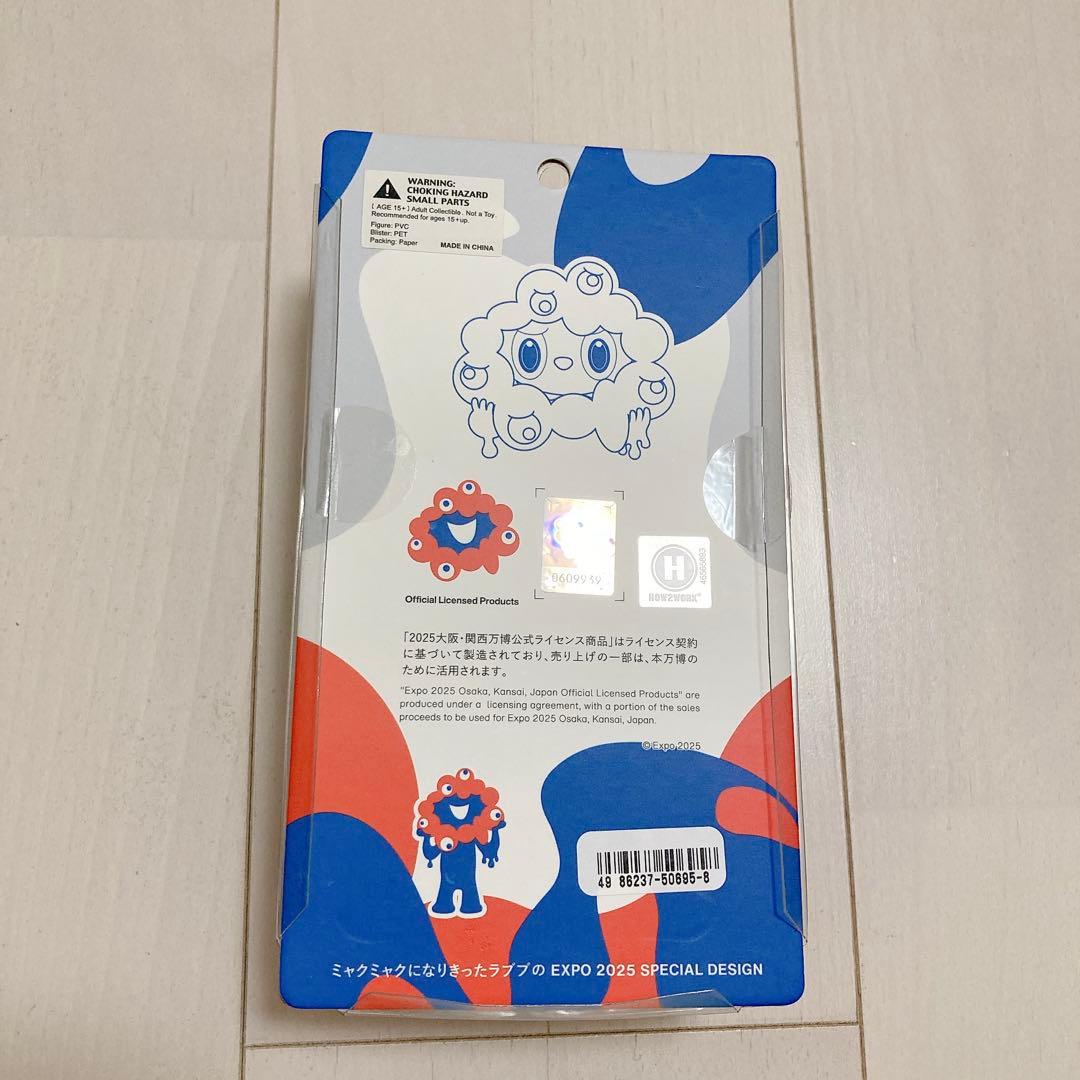 WARNING:
CHOKING HAZARD
SMALL PARTS
[ AGE 15+ ] Adult Collectible. Not a Toy.
Recommended for ages 15+up.
Figure: PVC
Blister: PET
Packing: Paper
MADE IN CHINA
0609939
H
HOW2WORK®
46566893
Official Licensed Products
「2025大阪・関西万博公式ライセンス商品」はライセンス契約
に基づいて製造されており、売り上げの一部は、本万博の
ために活用されます。
"Expo 2025 Osaka, Kansai, Japan Official Licensed Products" are
produced under a licensing agreement, with a portion of the sales
proceeds to be used for Expo 2025 Osaka, Kansai, Japan.
©Expo 2025
49 86237-50695-8
ミャクミャクになりきったラブブの EXPO 2025 SPECIAL DESIGN